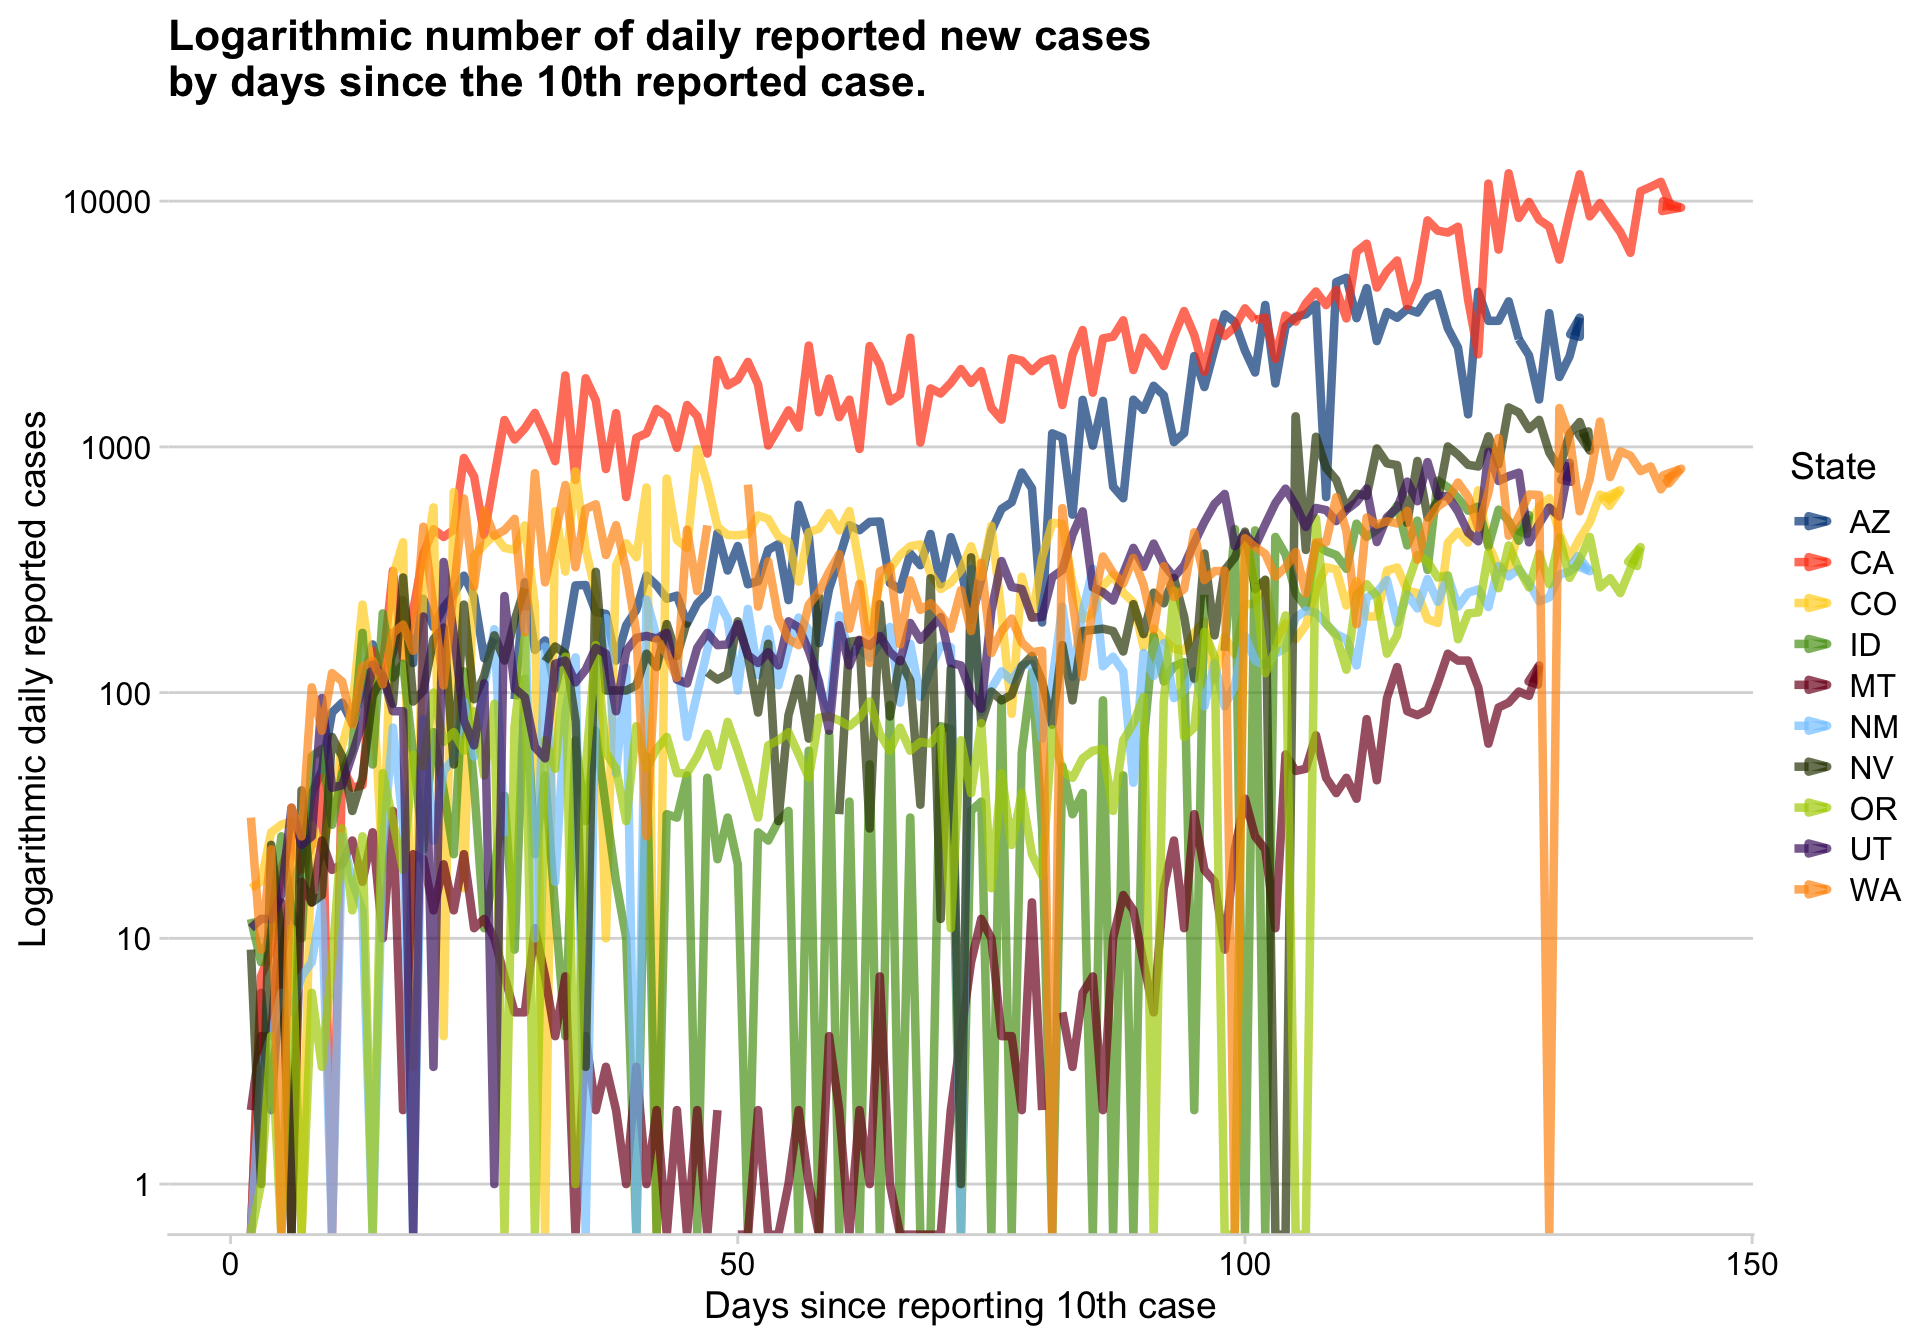 Logarithmic number of daily reported new cases
by days since the 10th reported case.
Logarithmic daily reported cases
10000
1000
100
10
1
0
50
100
150
Days since reporting 10th case
State
AZ
CA
CO
ID
MT
NM
NV
OR
UT
WA